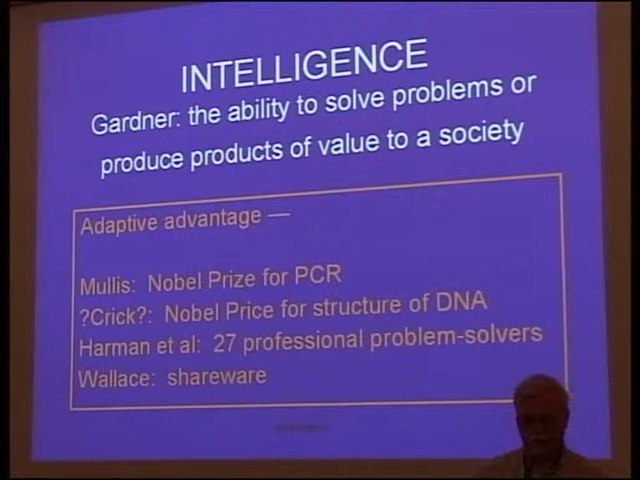 INTELLIGENCE
Gardner: the ability to solve problems or
produce products of value to a society
Adaptive advantage —
Mullis: Nobel Prize for PCR
?Crick?: Nobel Price for structure of DNA
Harman et al: 27 professional problem-solvers
Wallace: shareware